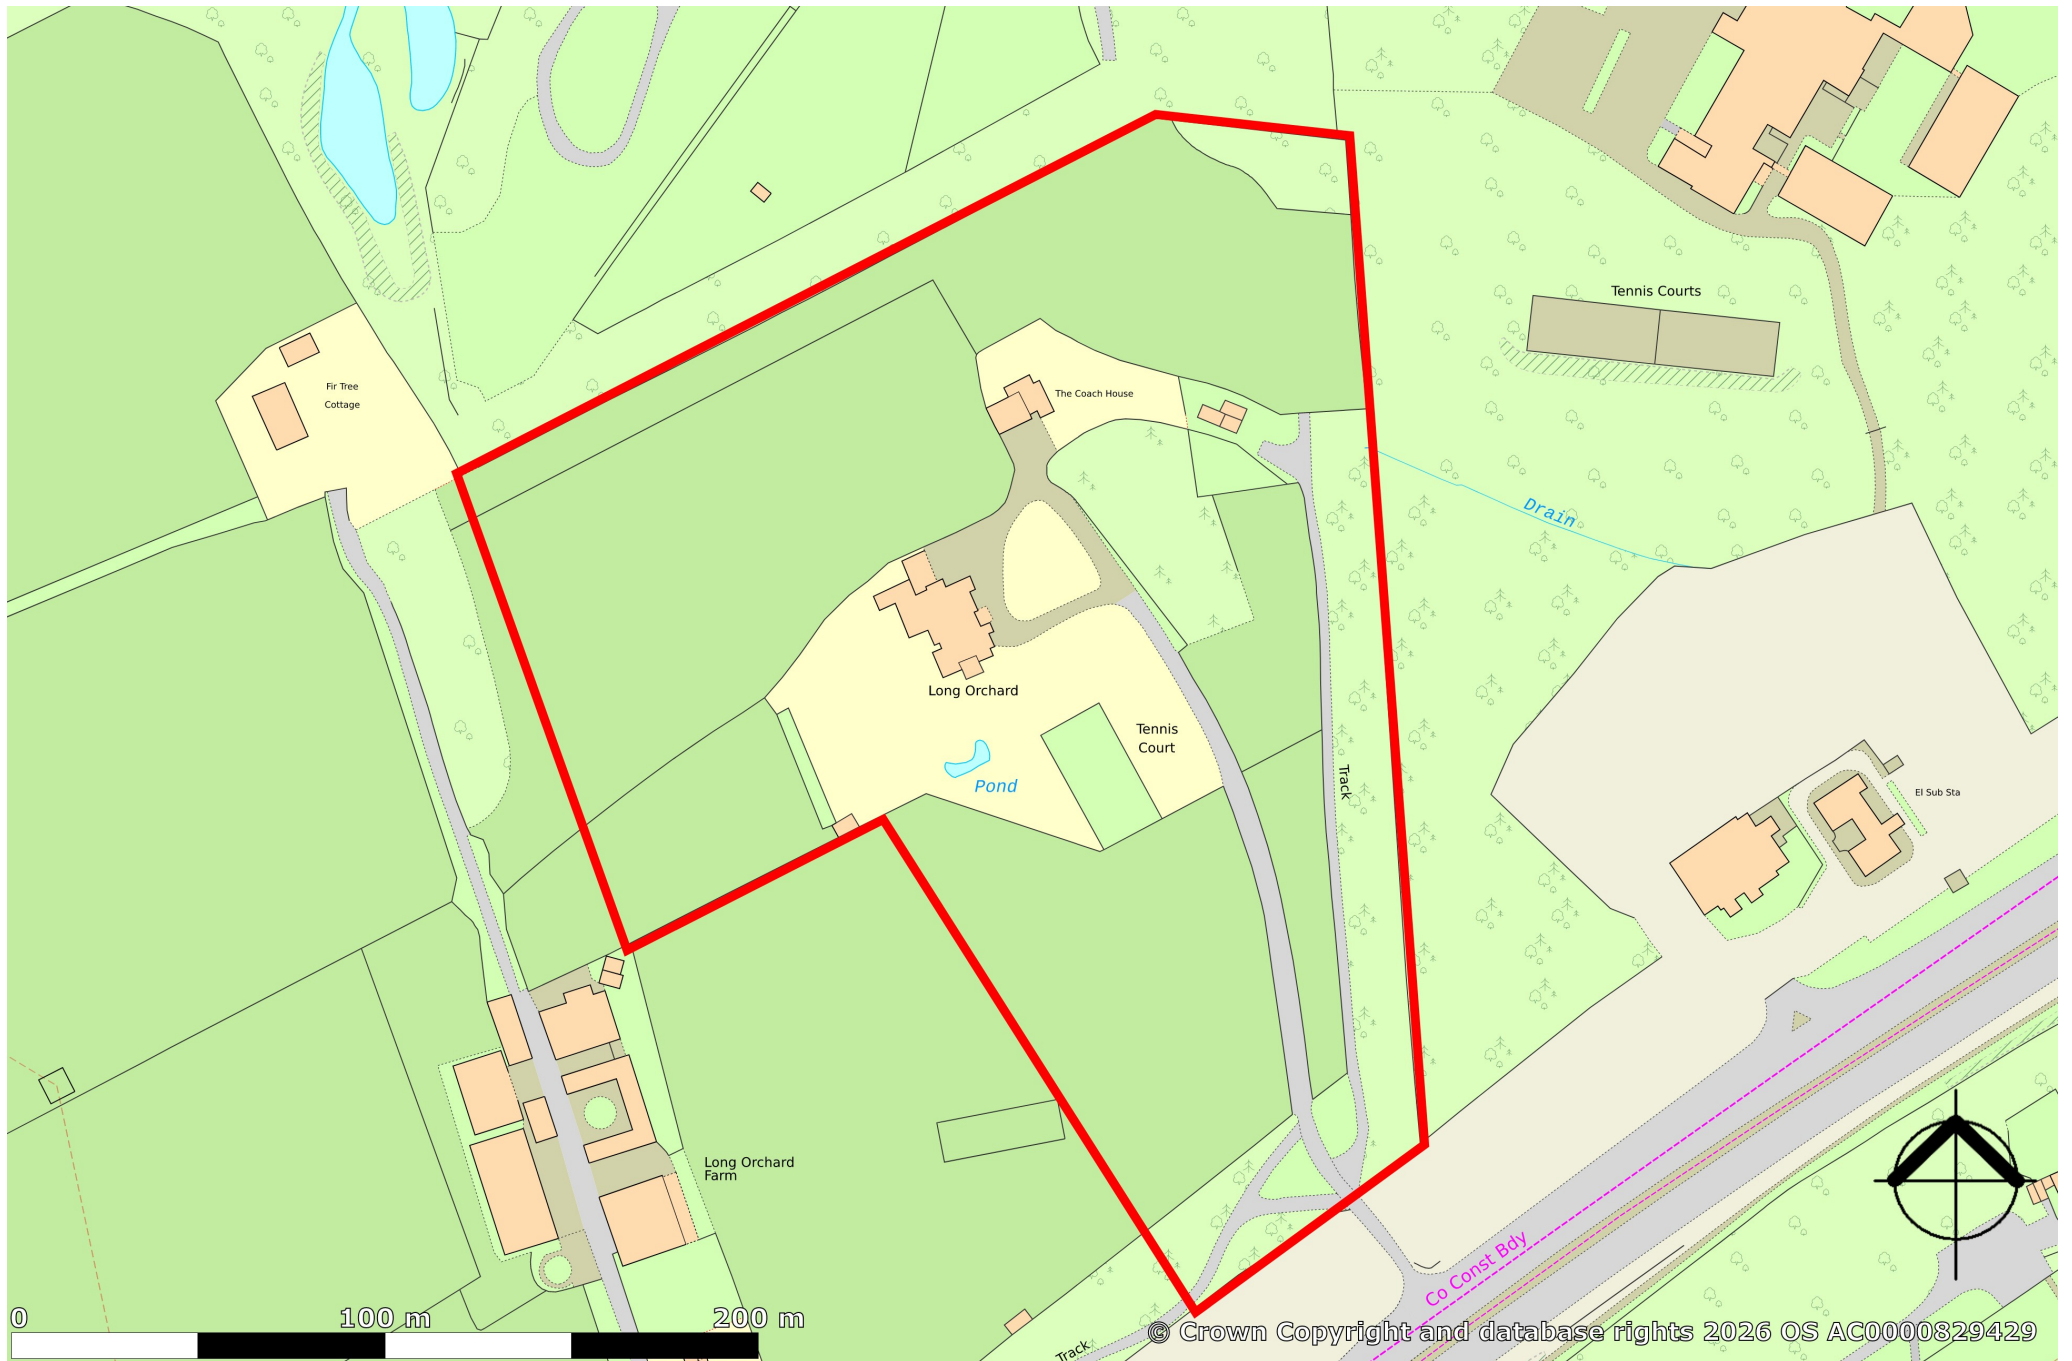 Tennis Courts
Fir Tree
Cottage
The Coach House
Drain
Long Orchard
Tennis
Court
Pond
Track
El Sub Sta
Long Orchard
Farm
Co Const Bdy
Track
0 100 m 200 m
© Crown Copyright and database rights 2026 OS AC0000829429